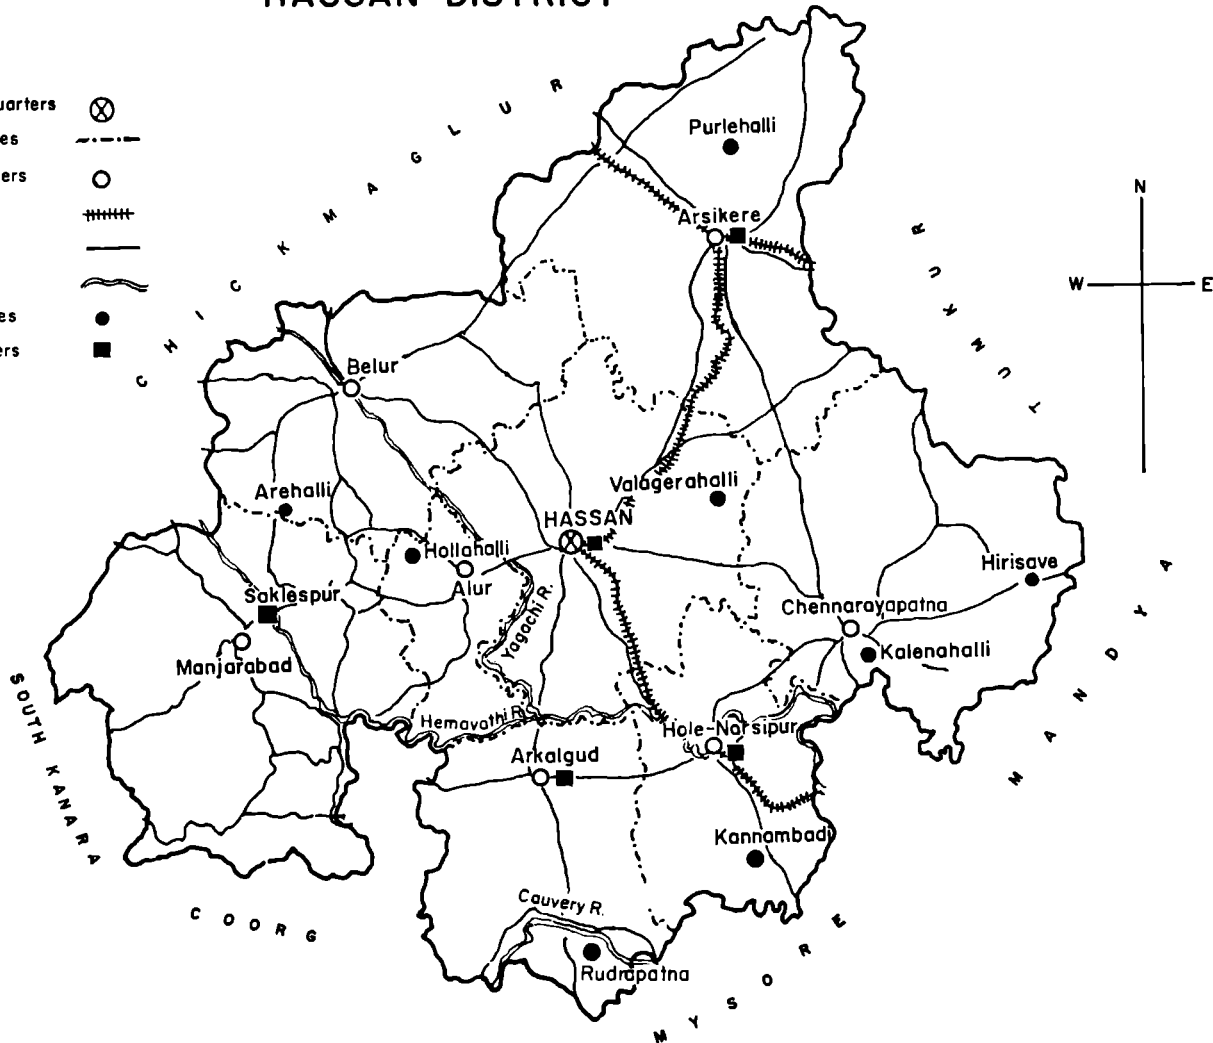 HASSAN DISTRICT
uarters
es
ers
es
ers
CHICKMAGLUR
TUMKUR
N
W
E
Purlehalli
Arsikere
Belur
Arehalli
Valagerahalli
HASSAN
Hollahalli
Alur
Hirisave
Saklespur
Yagachi R.
Chennarayapatna
Manjarabad
Kalenahalli
MANDYA
SOUTH KANARA
Hemavathi R.
Hole-Narsipur
Arkalgud
Kannambadi
Cauvery R.
COORG
Rudrapatna
MYSORE